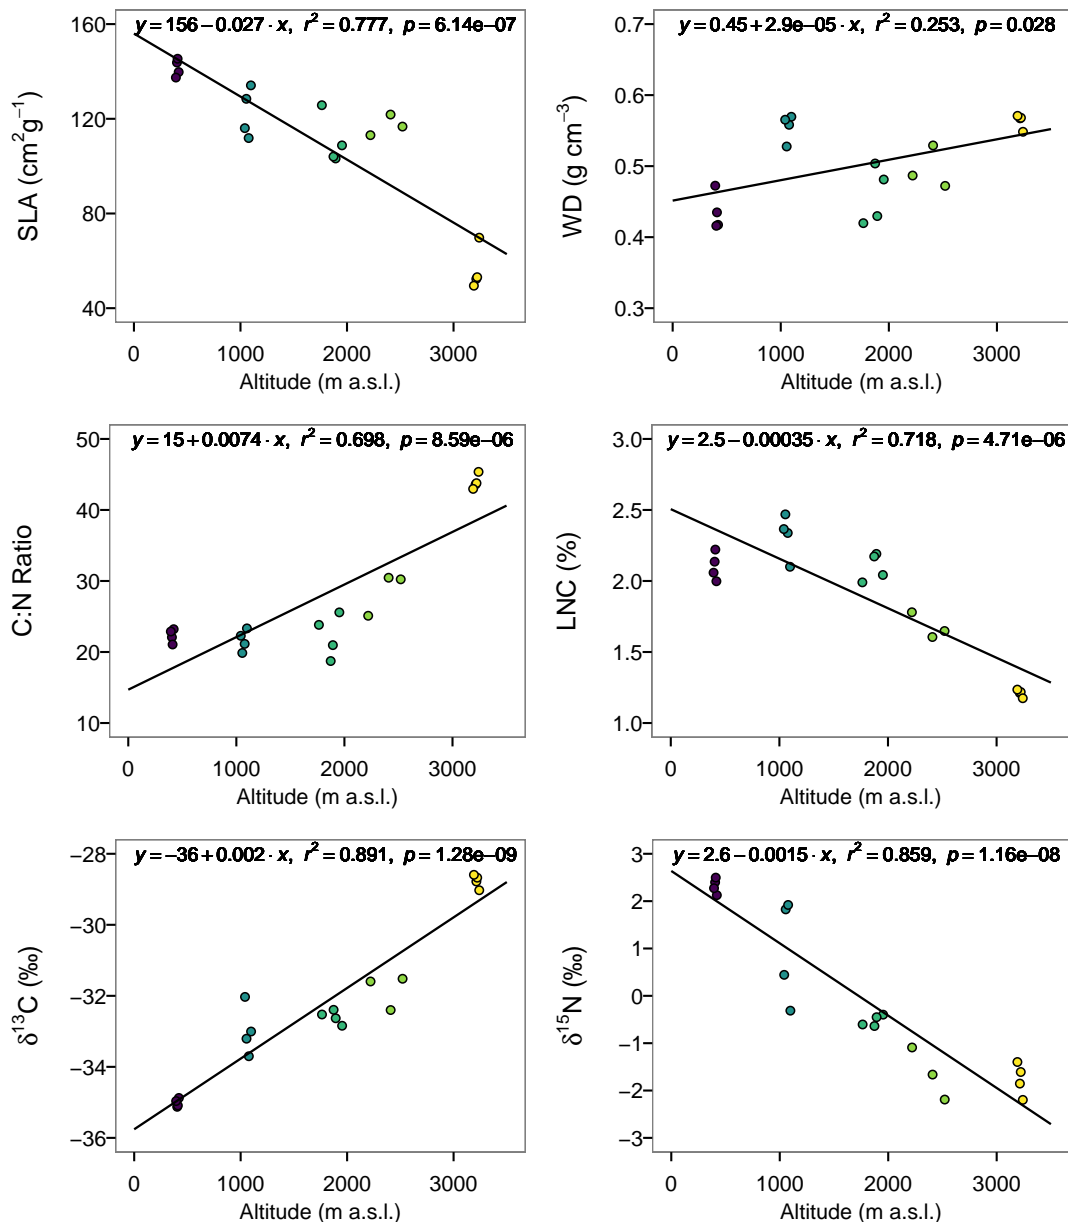 y = 156 − 0.027 · x, r² = 0.777, p = 6.14e−07
160
120
80
40
SLA (cm²g⁻¹)
0 1000 2000 3000
Altitude (m a.s.l.)
y = 0.45 + 2.9e−05 · x, r² = 0.253, p = 0.028
0.7
0.6
0.5
0.4
0.3
WD (g cm⁻³)
0 1000 2000 3000
Altitude (m a.s.l.)
y = 15 + 0.0074 · x, r² = 0.698, p = 8.59e−06
50
40
30
20
10
C:N Ratio
0 1000 2000 3000
Altitude (m a.s.l.)
y = 2.5 − 0.00035 · x, r² = 0.718, p = 4.71e−06
3.0
2.5
2.0
1.5
1.0
LNC (%)
0 1000 2000 3000
Altitude (m a.s.l.)
y = −36 + 0.002 · x, r² = 0.891, p = 1.28e−09
−28
−30
−32
−34
−36
δ¹³C (‰)
0 1000 2000 3000
Altitude (m a.s.l.)
y = 2.6 − 0.0015 · x, r² = 0.859, p = 1.16e−08
3
2
1
0
−1
−2
−3
δ¹⁵N (‰)
0 1000 2000 3000
Altitude (m a.s.l.)